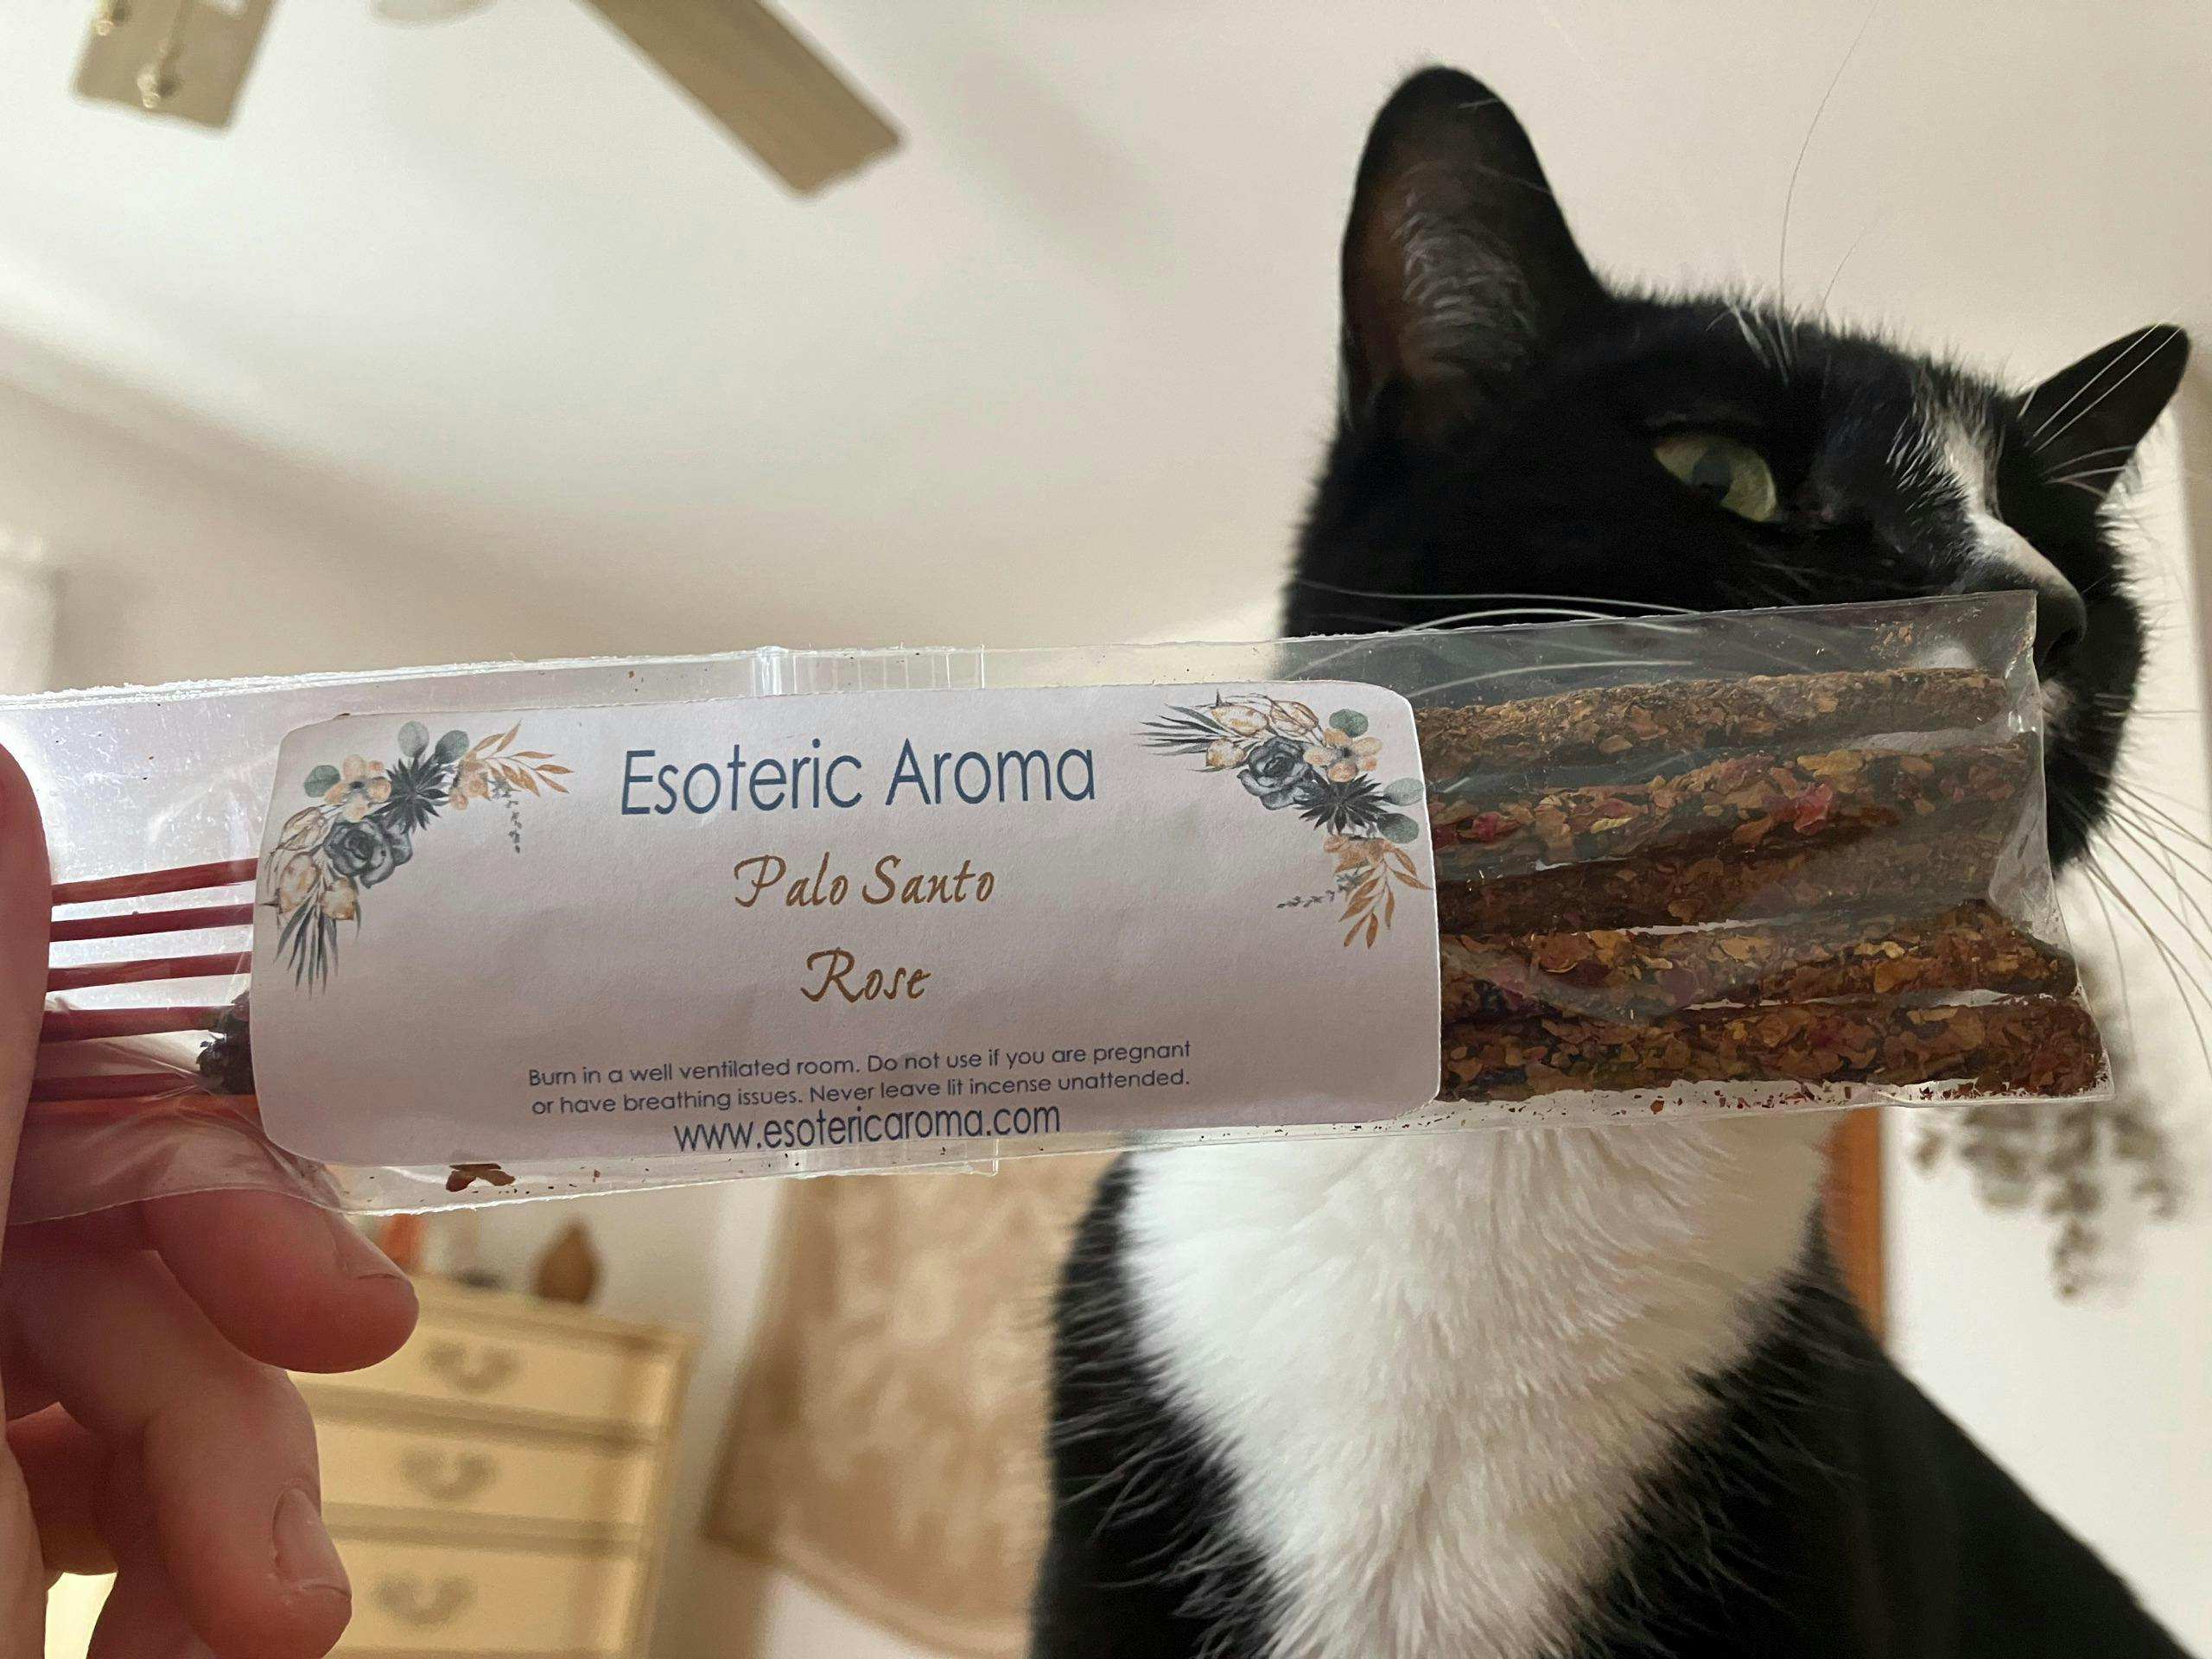 Esoteric Aroma
Palo Santo
Rose
Burn in a well ventilated room. Do not use if you are pregnant
or have breathing issues. Never leave lit incense unattended.
www.esotericaroma.com